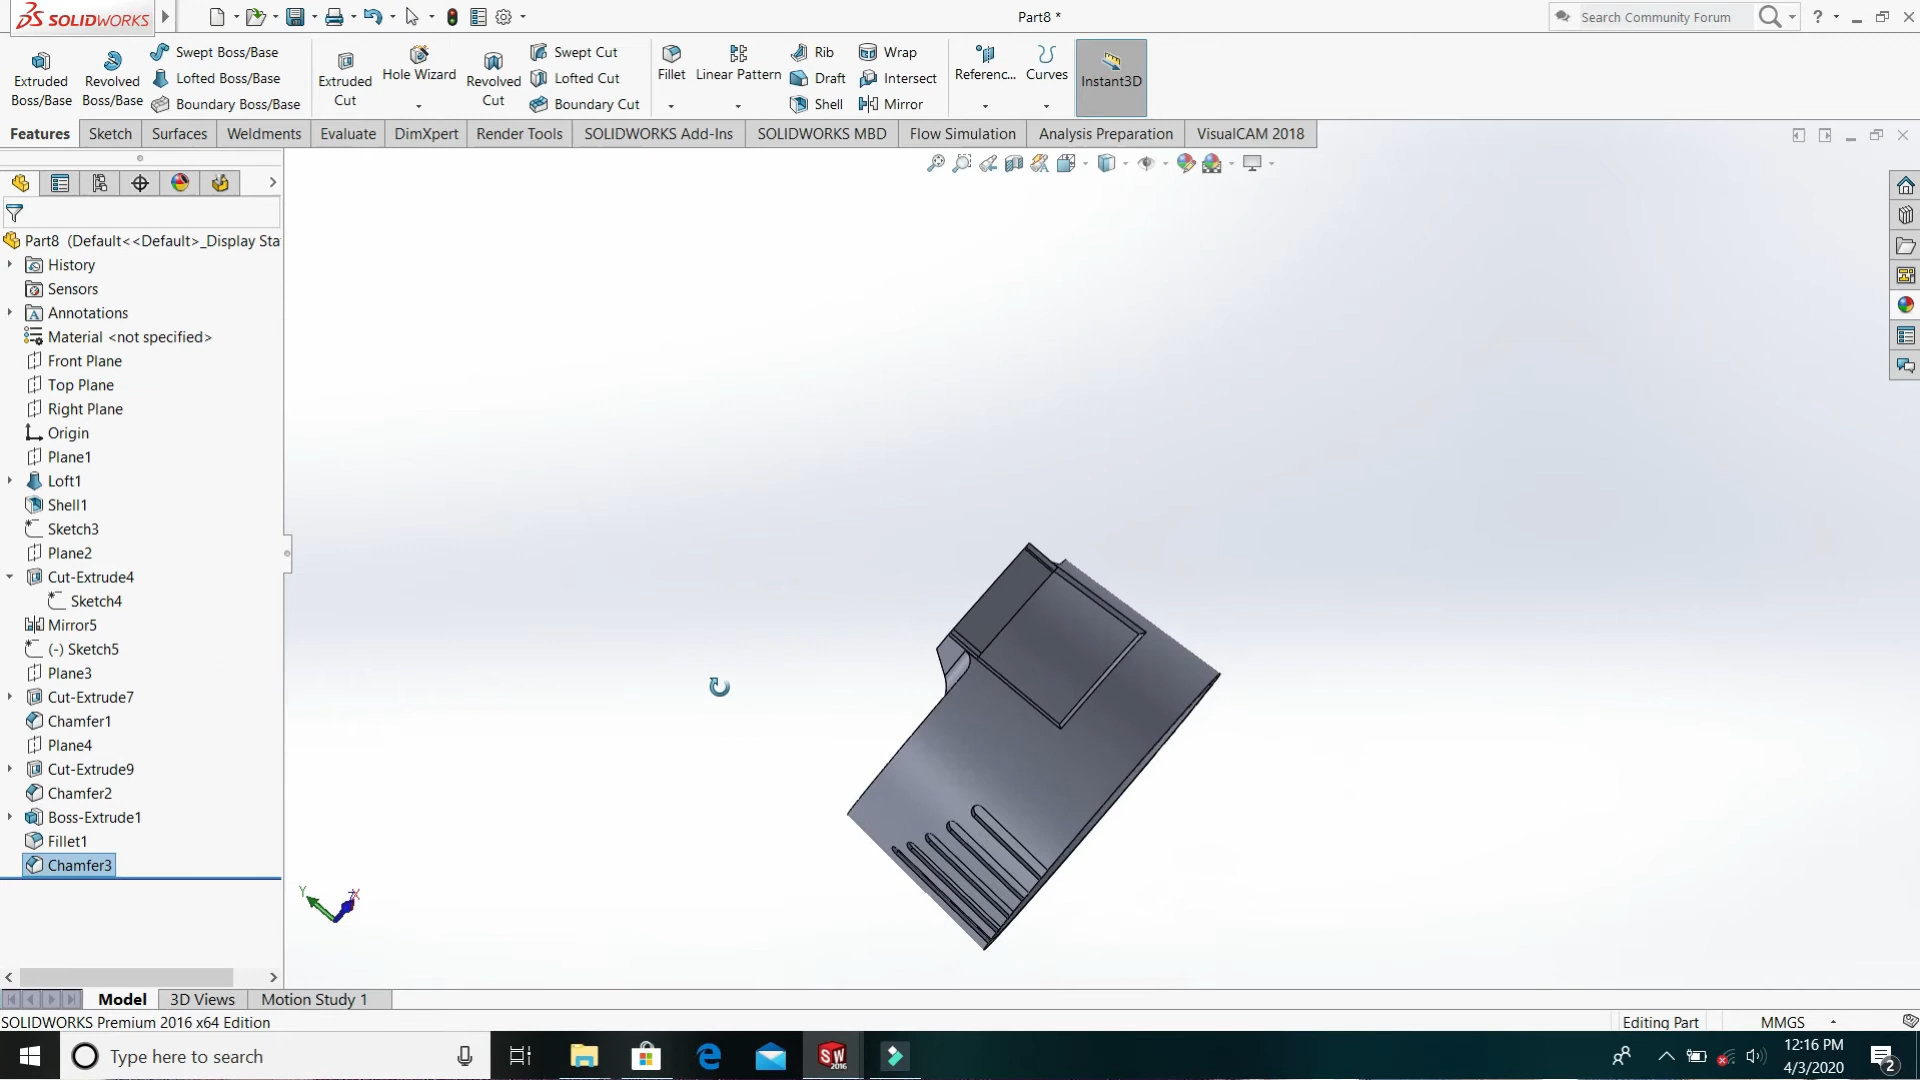 SOLIDWORKS
Part8 *
Search Community Forum
?
Extruded Boss/Base
Revolved Boss/Base
Swept Boss/Base
Lofted Boss/Base
Boundary Boss/Base
Extruded Cut
Hole Wizard
Revolved Cut
Swept Cut
Lofted Cut
Boundary Cut
Fillet
Linear Pattern
Rib
Draft
Shell
Wrap
Intersect
Mirror
Referenc...
Curves
Instant3D
Features Sketch Surfaces Weldments Evaluate DimXpert Render Tools SOLIDWORKS Add-Ins SOLIDWORKS MBD Flow Simulation Analysis Preparation VisualCAM 2018
Part8 (Default<<Default>_Display Sta
History
Sensors
Annotations
Material <not specified>
Front Plane
Top Plane
Right Plane
Origin
Plane1
Loft1
Shell1
Sketch3
Plane2
Cut-Extrude4
Sketch4
Mirror5
(-) Sketch5
Plane3
Cut-Extrude7
Chamfer1
Plane4
Cut-Extrude9
Chamfer2
Boss-Extrude1
Fillet1
Chamfer3
Y X
Model 3D Views Motion Study 1
SOLIDWORKS Premium 2016 x64 Edition
Editing Part MMGS
Type here to search
SW 2016
12:16 PM
4/3/2020
2